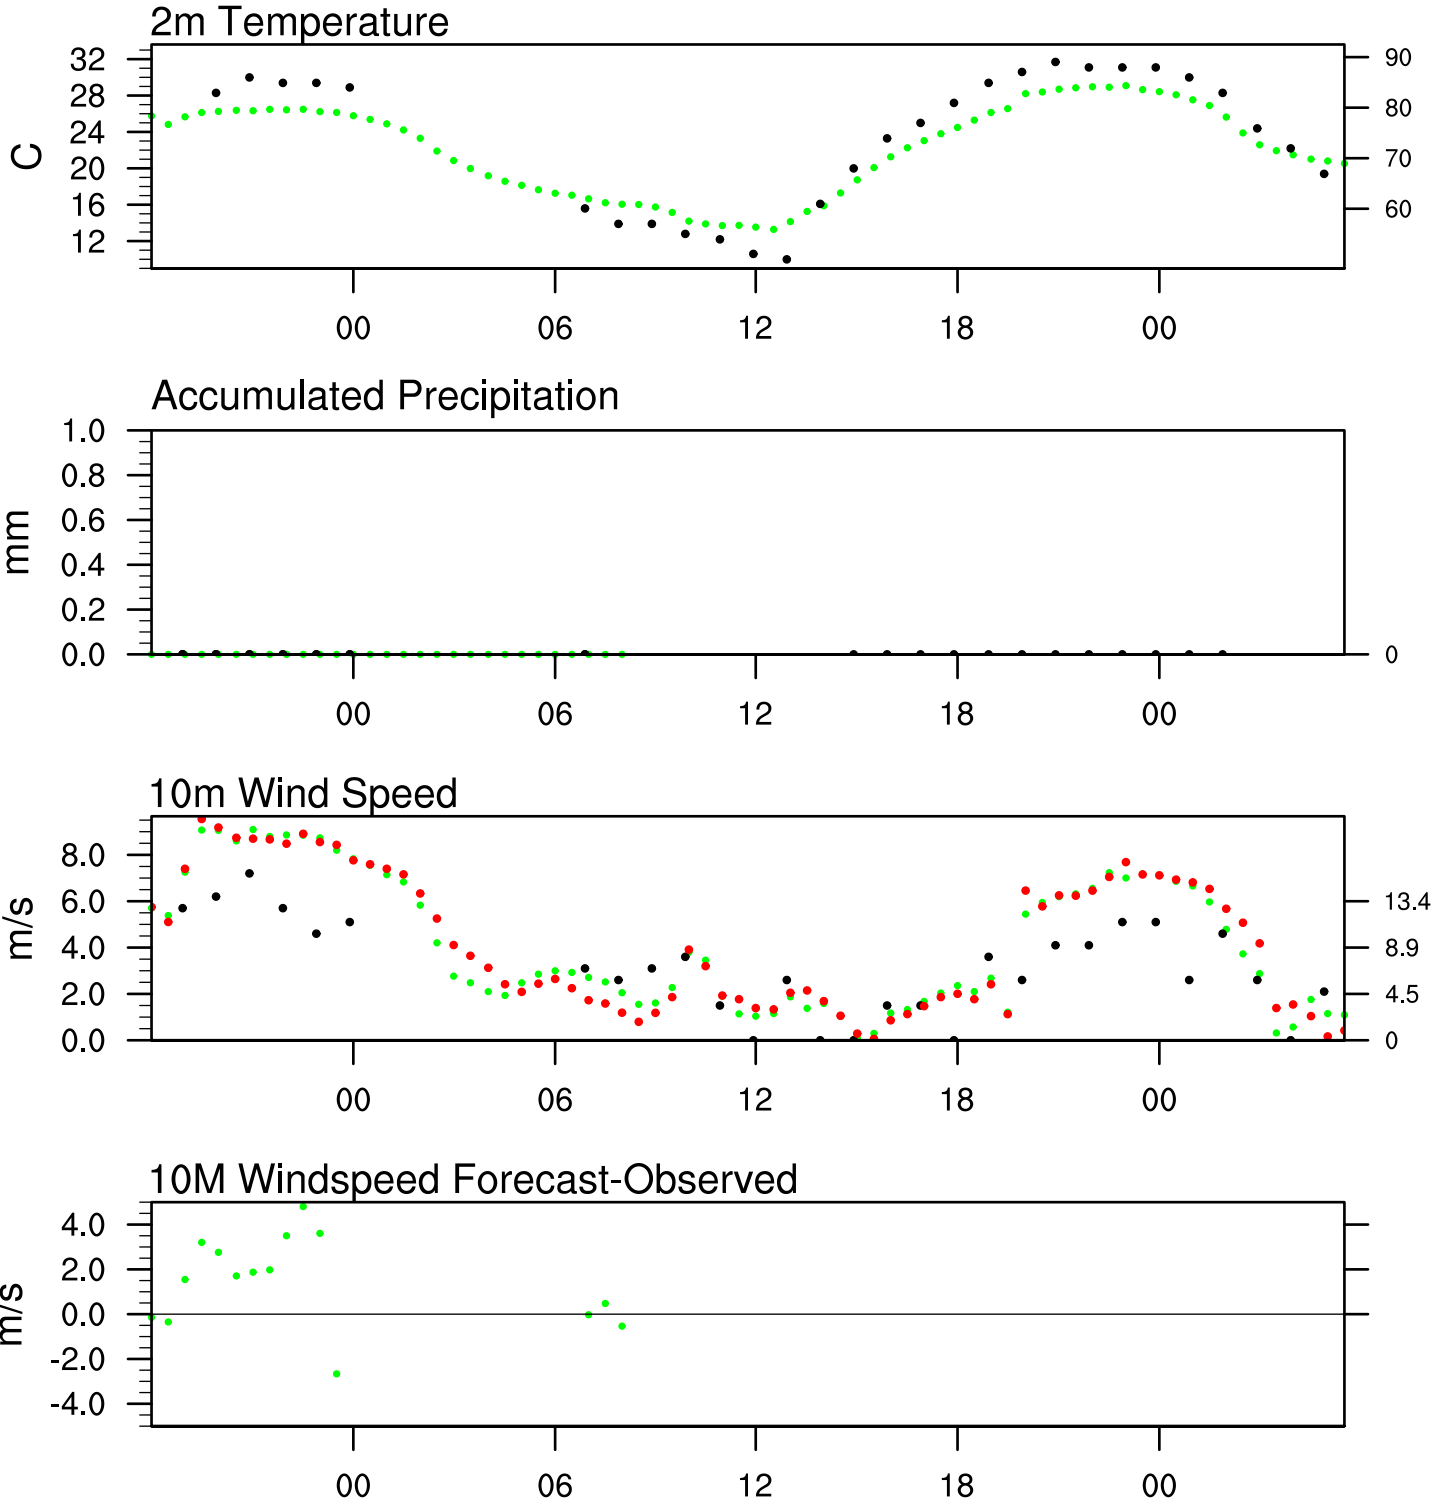 2m Temperature
32
28
24
20
16
12
C
90
80
70
60
00 06 12 18 00
Accumulated Precipitation
1.0
0.8
0.6
0.4
0.2
0.0
mm
0
00 06 12 18 00
10m Wind Speed
8.0
6.0
4.0
2.0
0.0
m/s
13.4
8.9
4.5
0
00 06 12 18 00
10M Windspeed Forecast-Observed
4.0
2.0
0.0
-2.0
-4.0
m/s
00 06 12 18 00